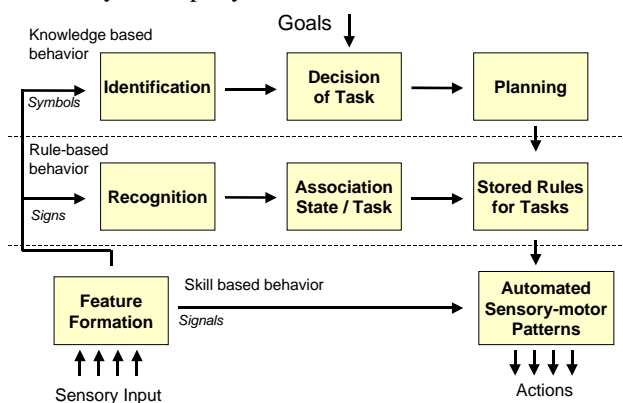 Goals
Knowledge based
behavior
Identification
Decision
of Task
Planning
Symbols
Rule-based
behavior
Recognition
Association
State / Task
Stored Rules
for Tasks
Signs
Skill based behavior
Feature
Formation
Signals
Automated
Sensory-motor
Patterns
Sensory Input
Actions